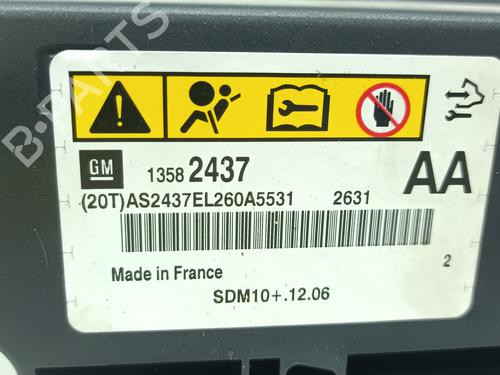 B-PARTS
GM 1358 2437 AA
(20T)AS2437EL260A5531 2631
Made in France 2
SDM10+.12.06